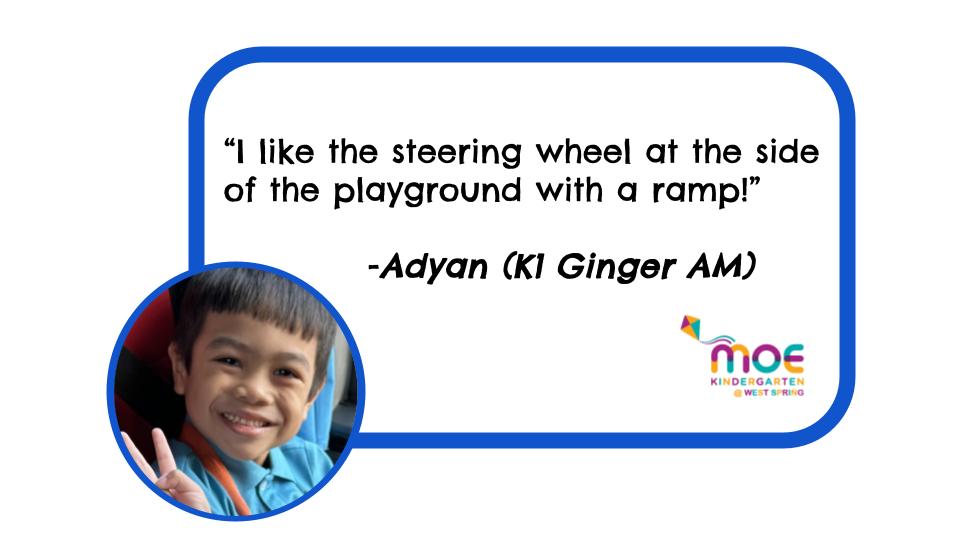 “I like the steering wheel at the side
of the playground with a ramp!”
-Adyan (K1 Ginger AM)
moe
KINDERGARTEN
@ WEST SPRING